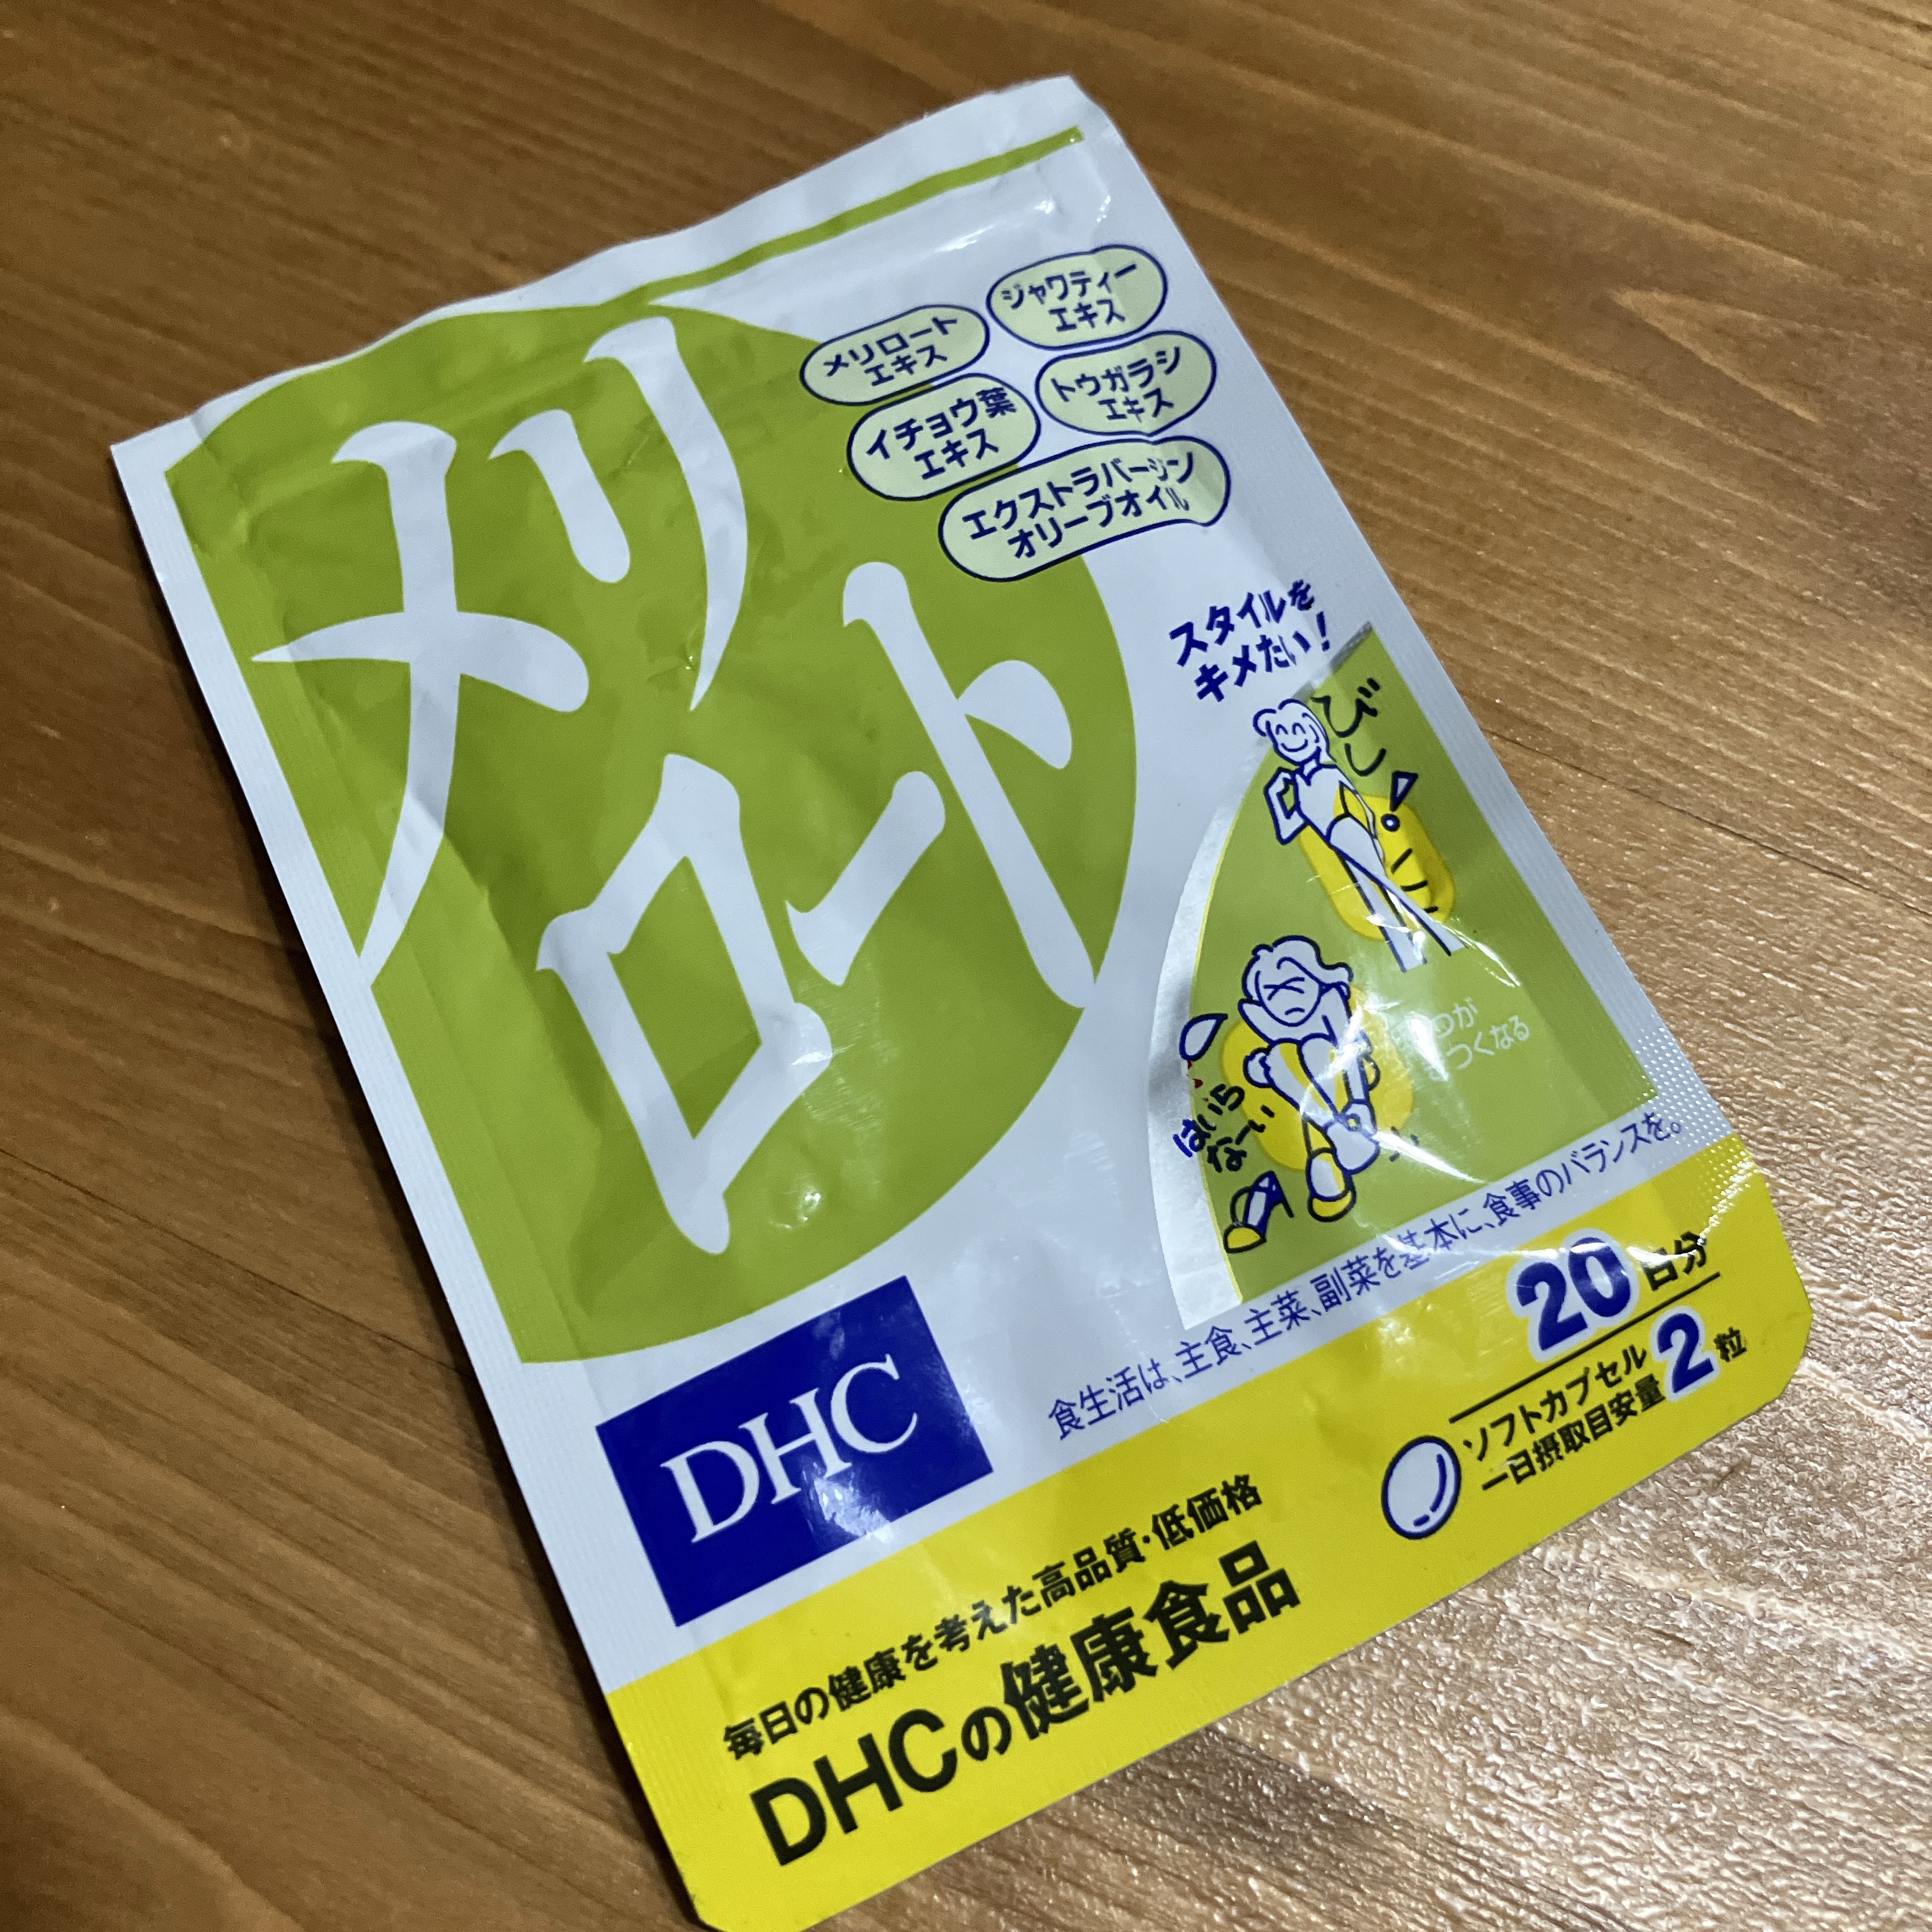 メリ
ロート
メリロート
エキス
ジャワティー
エキス
イチョウ葉
エキス
トウガラシ
エキス
エクストラバージン
オリーブオイル
スタイルを
キメたい!
びしッ!
はいら
なーい
つくなる
食生活は、主食、主菜、副菜を基本に、食事のバランスを。
DHC
20日分
ソフトカプセル
一日摂取目安量2粒
毎日の健康を考えた高品質・低価格
DHCの健康食品